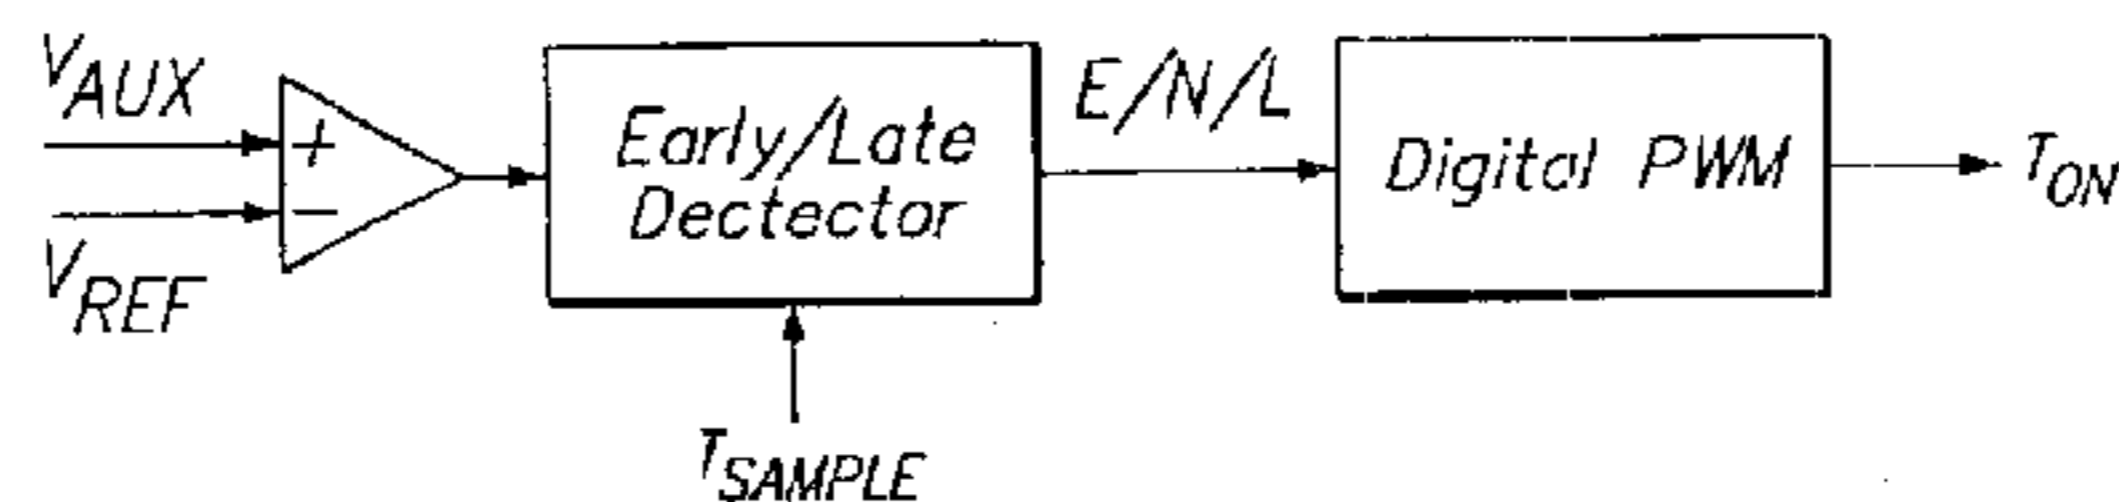 V_AUX
+
−
V_REF
Early/Late
Dectector
T_SAMPLE
E/N/L
Digital PWM
T_ON